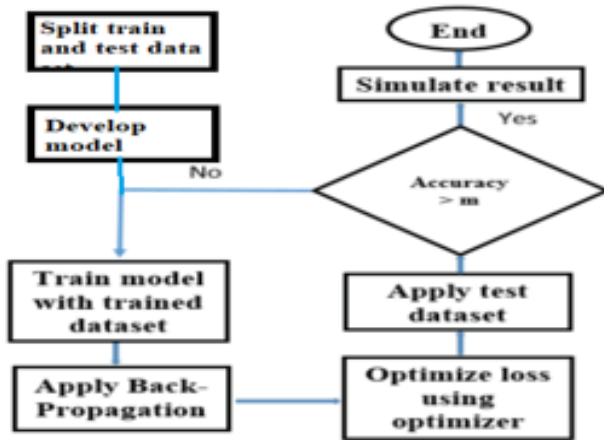 Split train
and test data
set
Develop
model
No
Train model
with trained
dataset
Apply Back-
Propagation
Optimize loss
using
optimizer
Apply test
dataset
Accuracy
> m
Yes
Simulate result
End